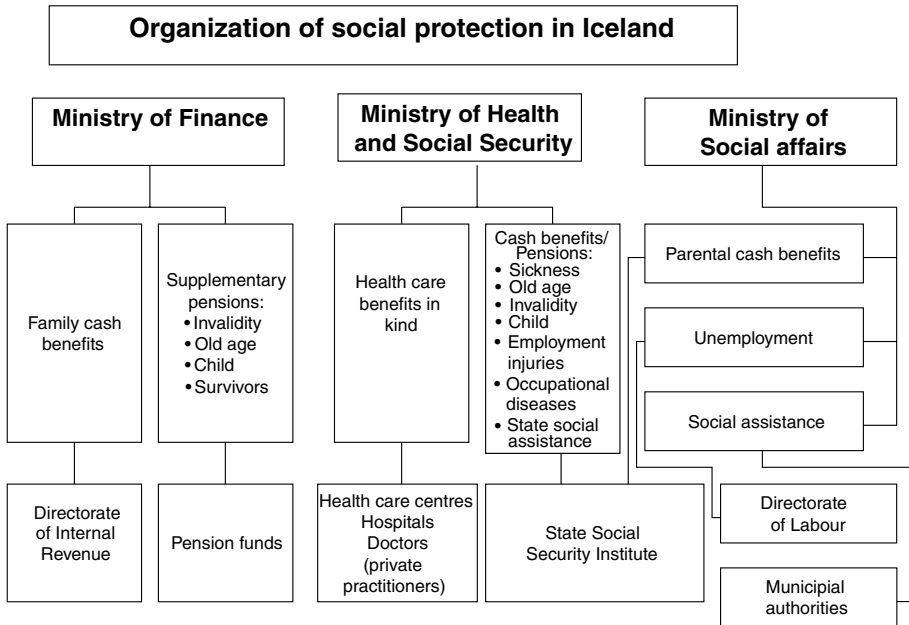 Organization of social protection in Iceland
Ministry of Finance
Ministry of Health
and Social Security
Ministry of
Social affairs
Family cash
benefits
Supplementary
pensions:
• Invalidity
• Old age
• Child
• Survivors
Health care
benefits in
kind
Cash benefits/
Pensions:
• Sickness
• Old age
• Invalidity
• Child
• Employment
injuries
• Occupational
diseases
• State social
assistance
Parental cash benefits
Unemployment
Social assistance
Directorate
of Internal
Revenue
Pension funds
Health care centres
Hospitals
Doctors
(private
practitioners)
State Social
Security Institute
Directorate
of Labour
Municipial
authorities